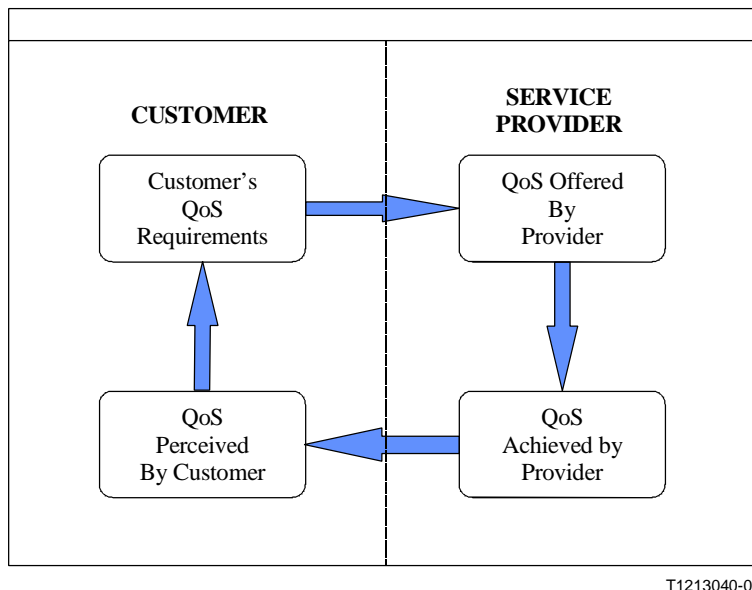 CUSTOMER
SERVICE
PROVIDER
Customer’s
QoS
Requirements
QoS Offered
By
Provider
QoS
Perceived
By Customer
QoS
Achieved by
Provider
T1213040-0